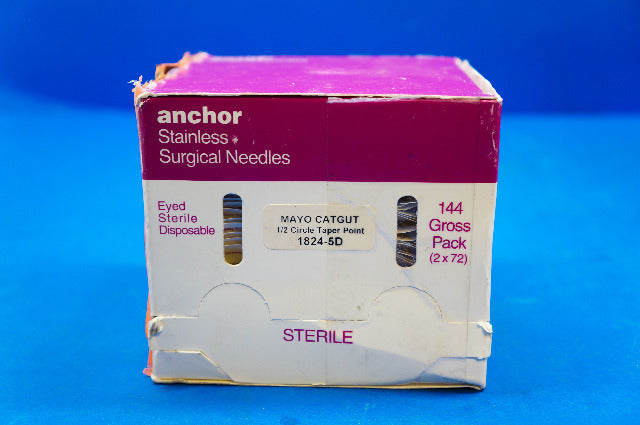 anchor
Stainless
Surgical Needles
Eyed
Sterile
Disposable
MAYO CATGUT
1/2 Circle Taper Point
1824-5D
144
Gross
Pack
(2 x 72)
STERILE